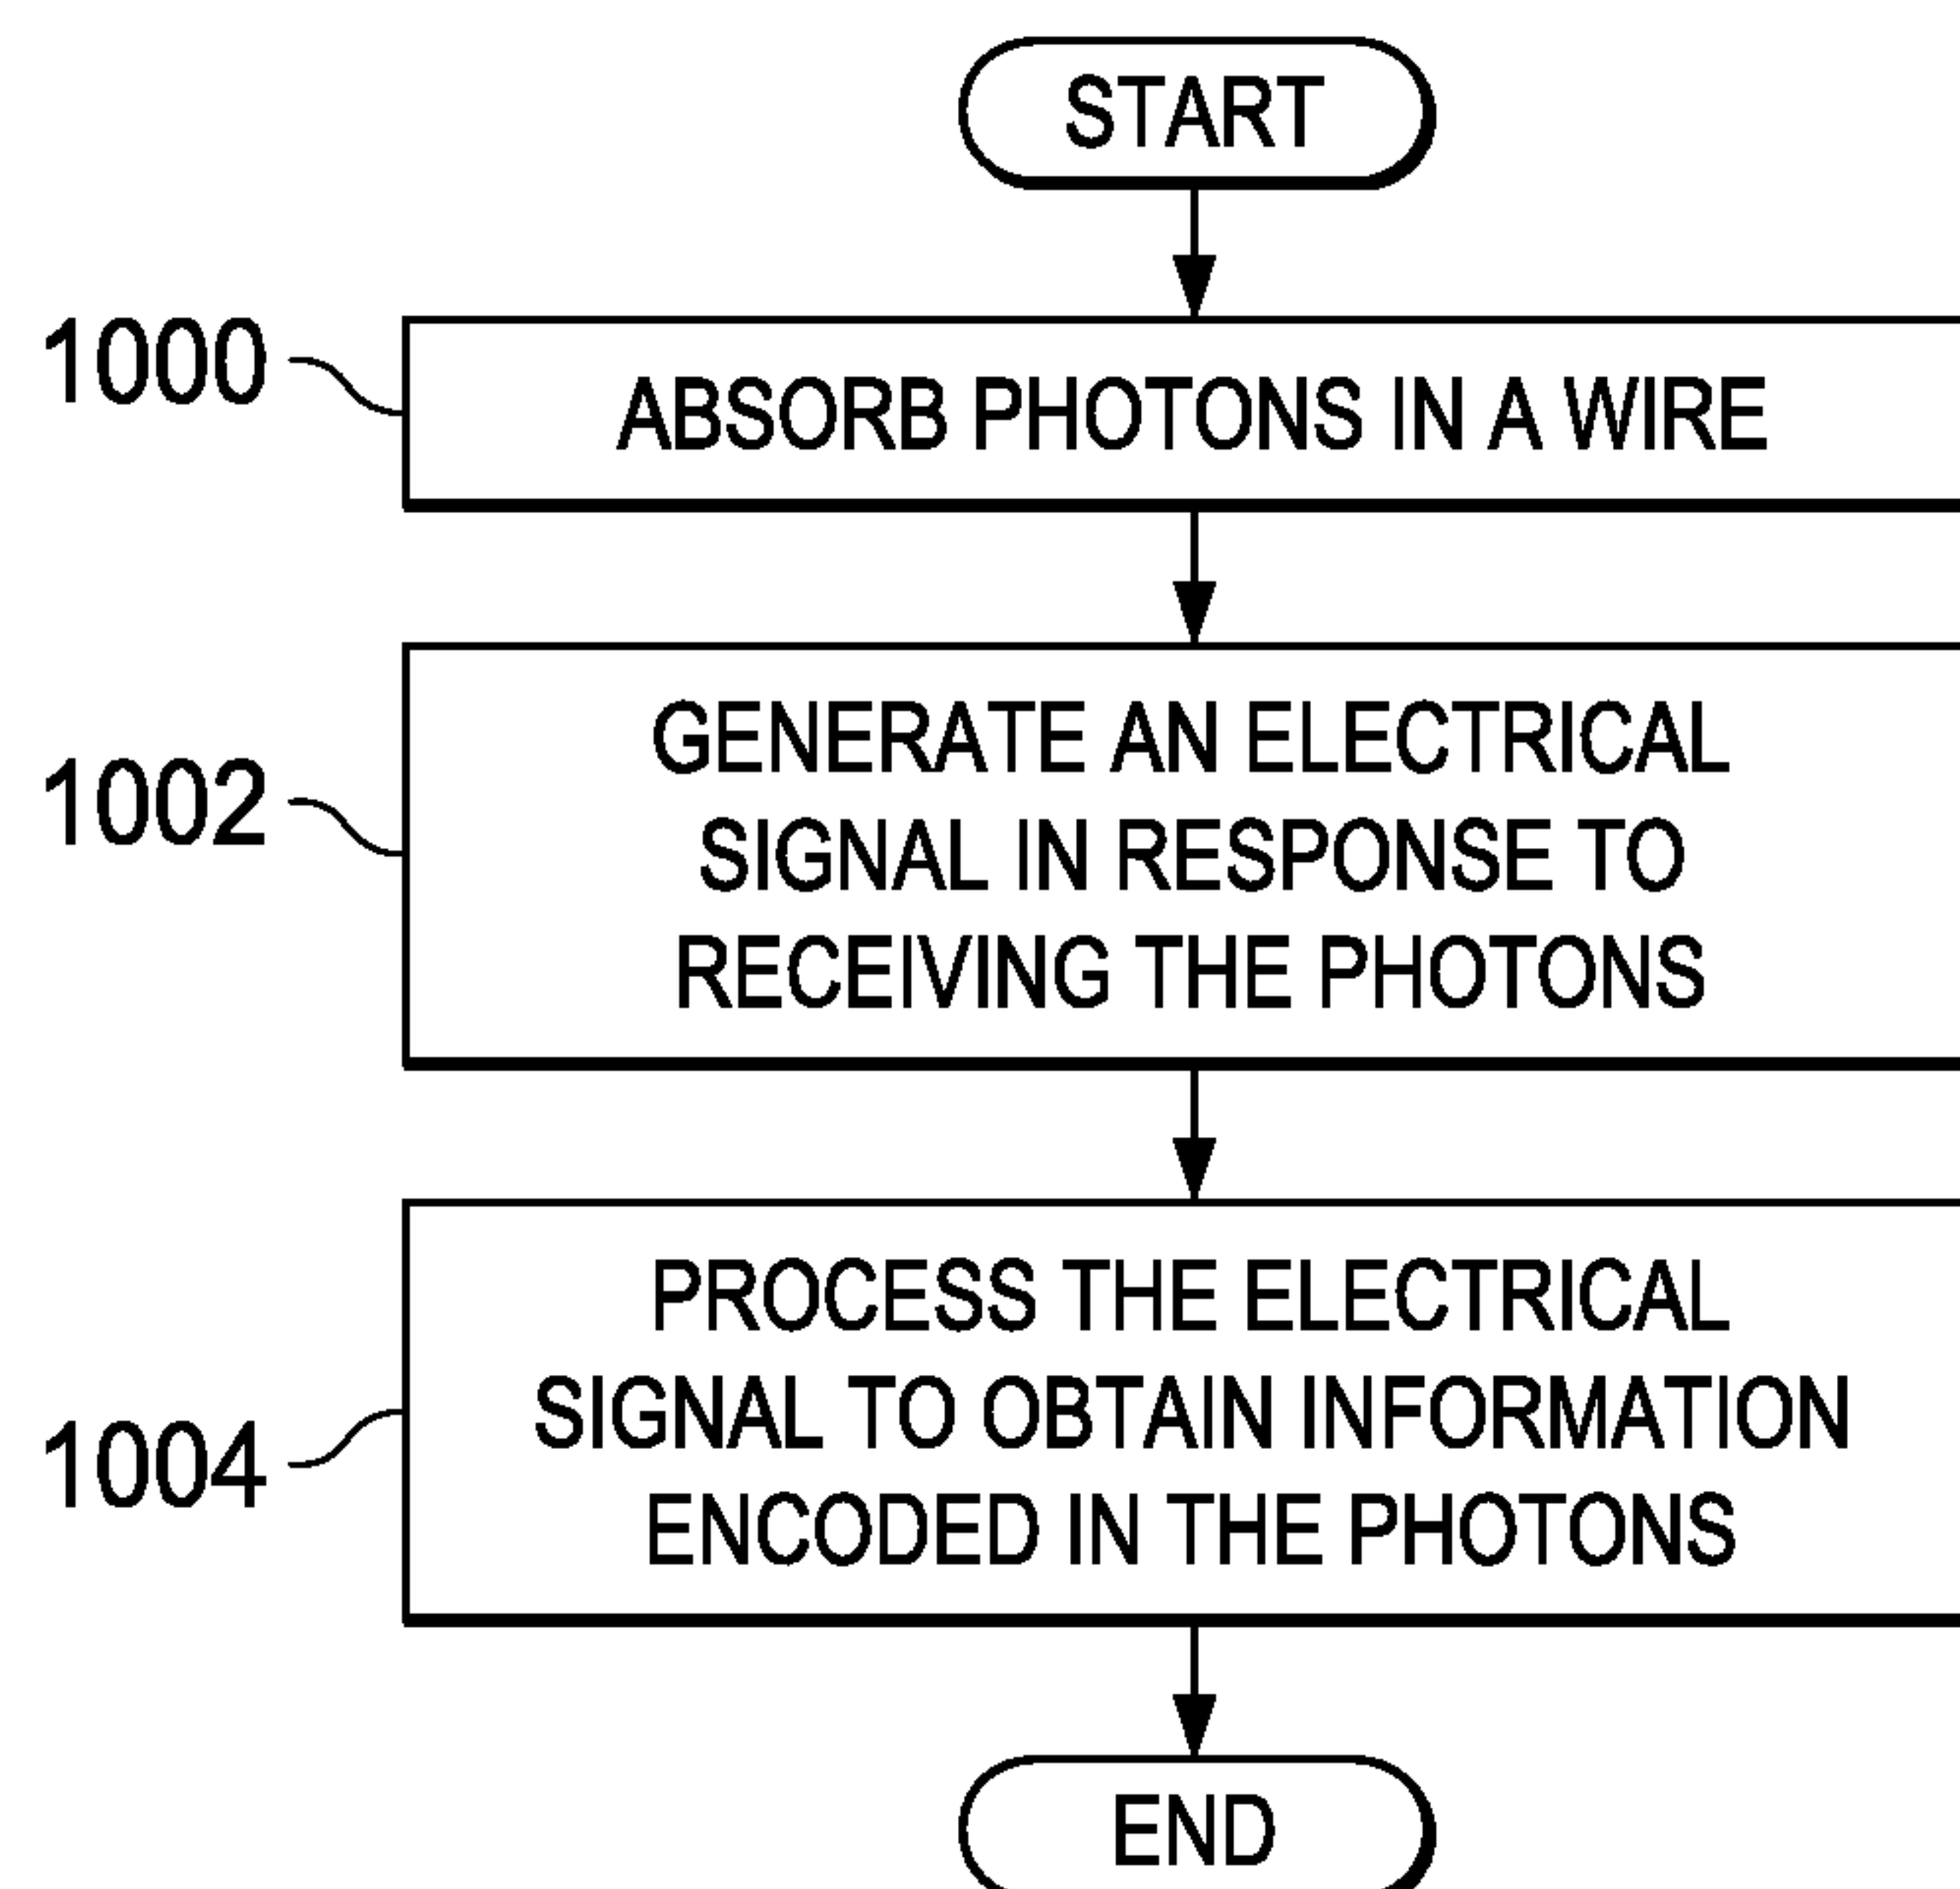 START
1000
ABSORB PHOTONS IN A WIRE
1002
GENERATE AN ELECTRICAL
SIGNAL IN RESPONSE TO
RECEIVING THE PHOTONS
1004
PROCESS THE ELECTRICAL
SIGNAL TO OBTAIN INFORMATION
ENCODED IN THE PHOTONS
END